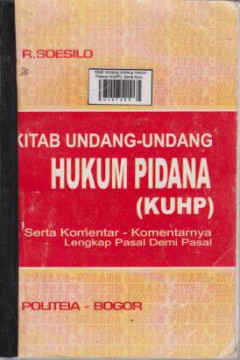 R. SOESILO
KITAB UNDANG-UNDANG
HUKUM PIDANA
(KUHP)
Serta Komentar - Komentarnya
Lengkap Pasal Demi Pasal
POLITEIA - BOGOR